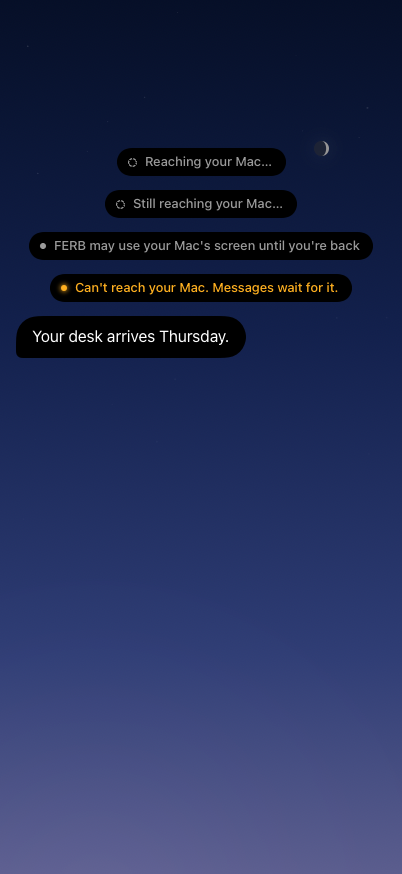 Reaching your Mac...
Still reaching your Mac...
FERB may use your Mac's screen until you're back
Can't reach your Mac. Messages wait for it.
Your desk arrives Thursday.